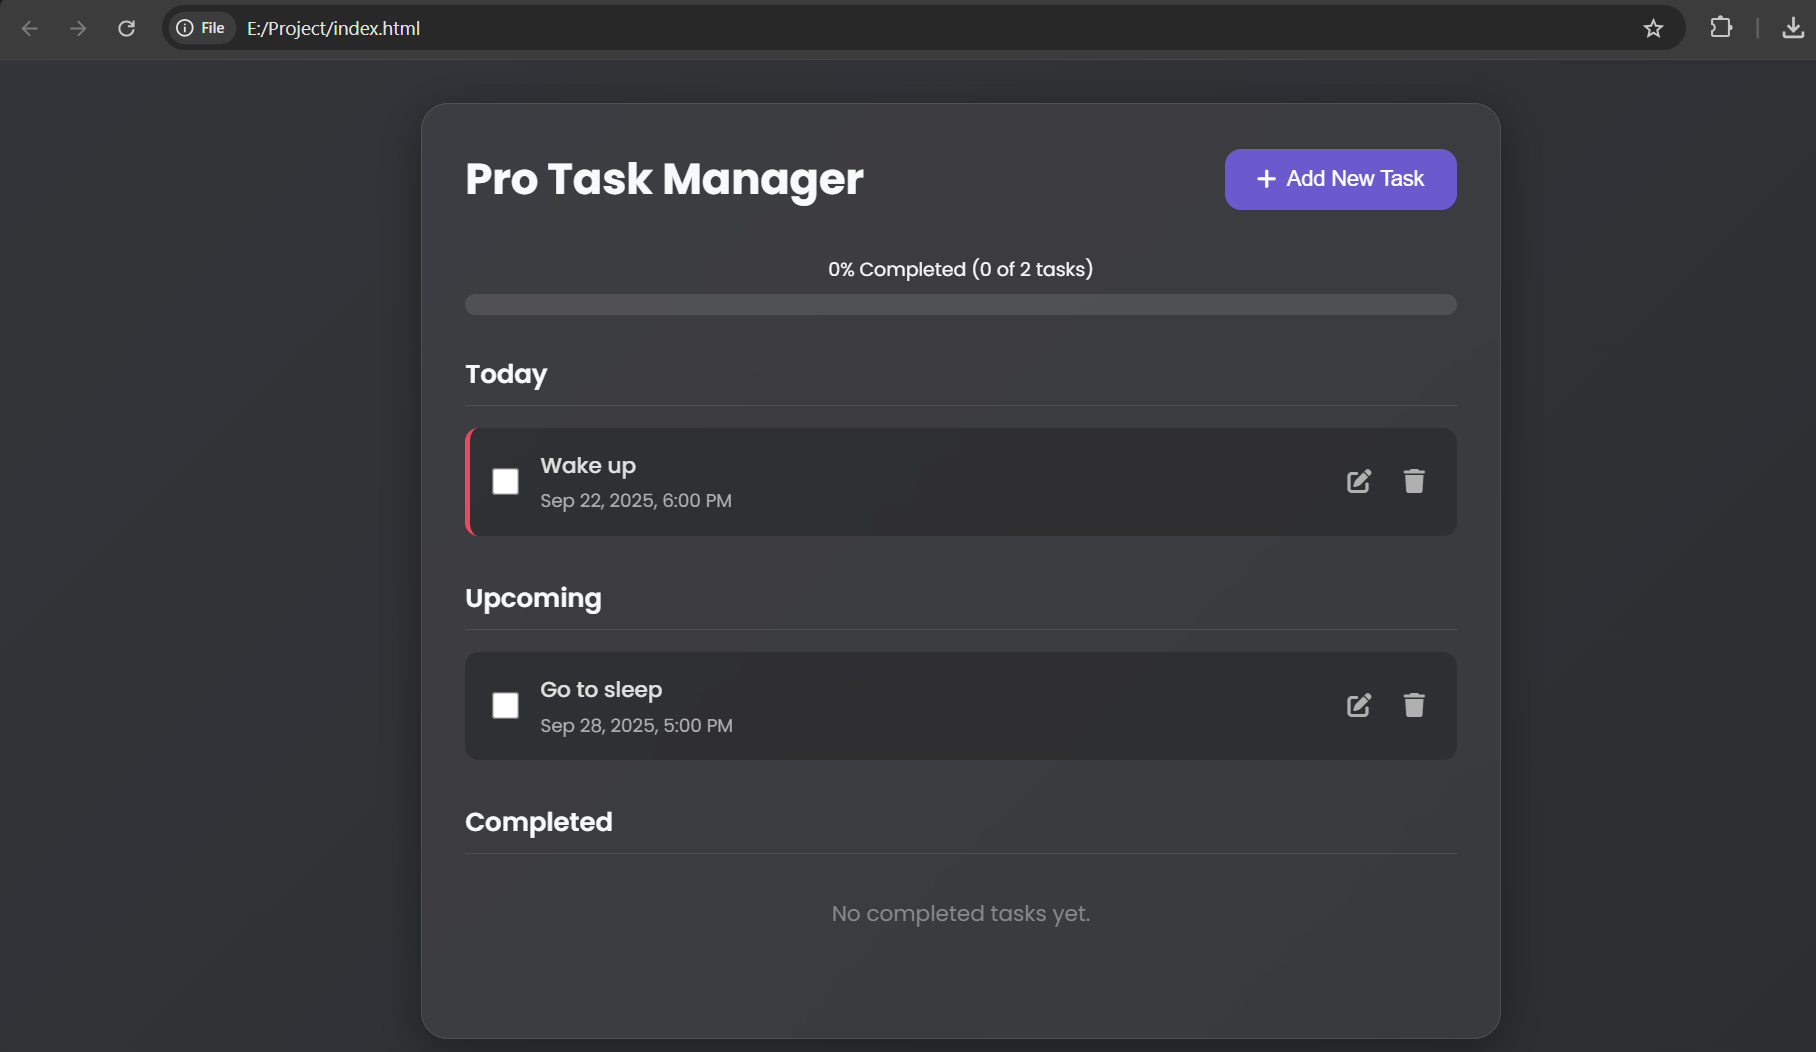 File E:/Project/index.html
Pro Task Manager
Add New Task
0% Completed (0 of 2 tasks)
Today
Wake up
Sep 22, 2025, 6:00 PM
Upcoming
Go to sleep
Sep 28, 2025, 5:00 PM
Completed
No completed tasks yet.